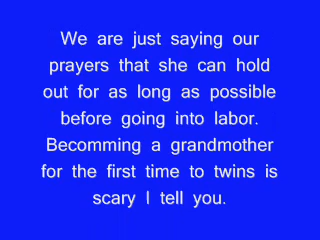 We are just saying our
prayers that she can hold
out for as long as possible
before going into labor.
Becomming a grandmother
for the first time to twins is
scary I tell you.